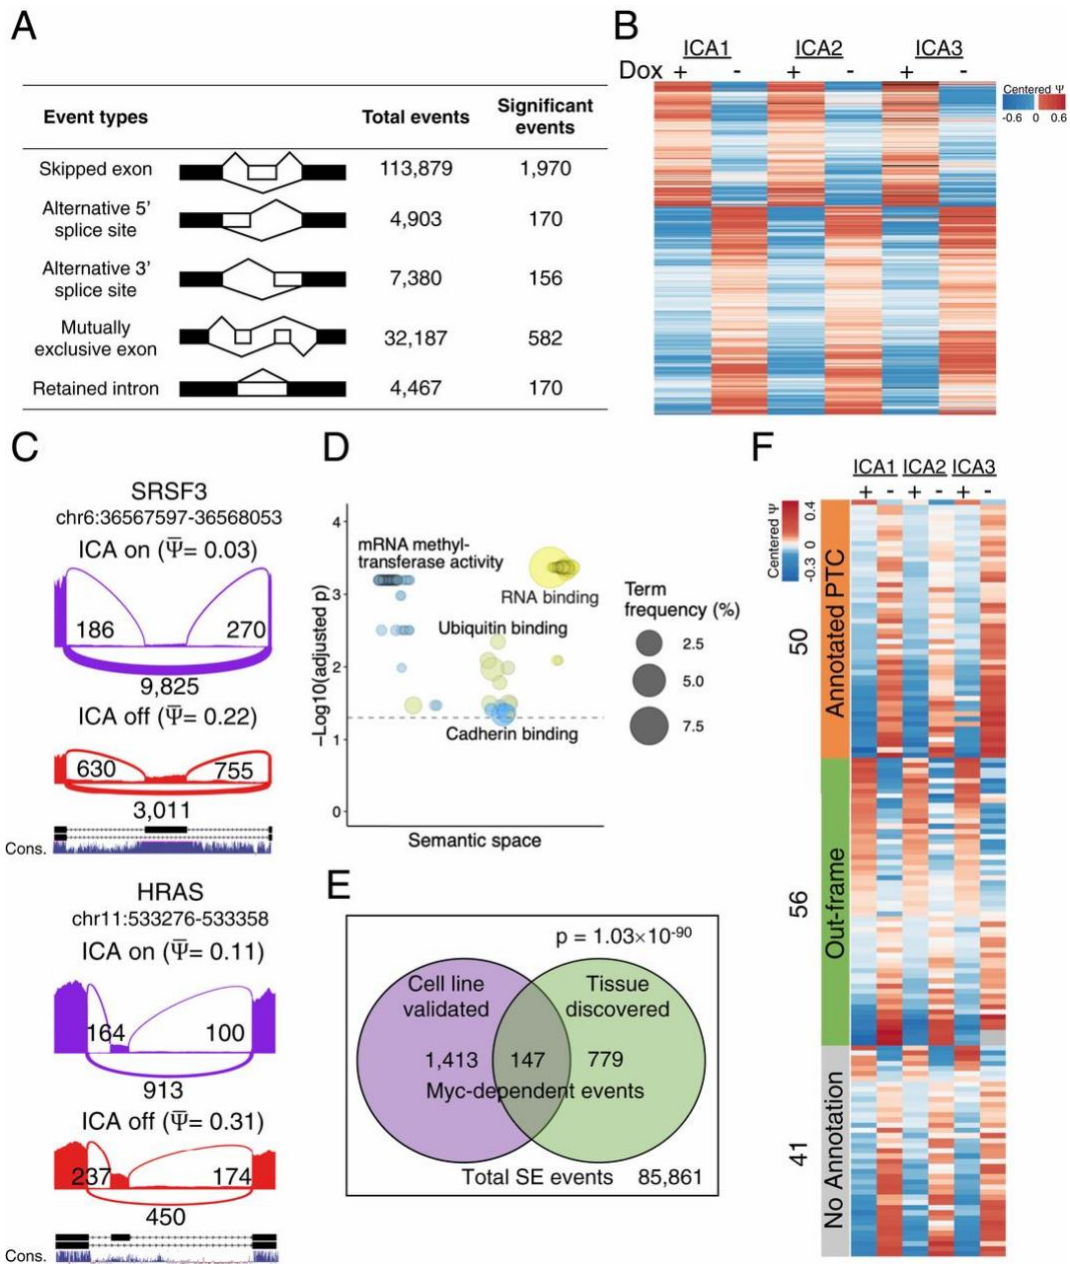 A
Event types Total events Significant events
Skipped exon 113,879 1,970
Alternative 5' splice site 4,903 170
Alternative 3' splice site 7,380 156
Mutually exclusive exon 32,187 582
Retained intron 4,467 170
B
ICA1 ICA2 ICA3
Dox + - + - + -
Centered Ψ
-0.6 0 0.6
C
SRSF3
chr6:36567597-36568053
ICA on (Ψ̅= 0.03)
186 270
9,825
ICA off (Ψ̅= 0.22)
630 755
3,011
Cons.
HRAS
chr11:533276-533358
ICA on (Ψ̅= 0.11)
164 100
913
ICA off (Ψ̅= 0.31)
237 174
450
Cons.
D
−Log10(adjusted p)
4
3
2
1
0
mRNA methyl-
transferase activity
RNA binding
Ubiquitin binding
Cadherin binding
Semantic space
Term
frequency (%)
2.5
5.0
7.5
E
p = 1.03×10⁻⁹⁰
Cell line
validated
Tissue
discovered
1,413 147 779
Myc-dependent events
Total SE events 85,861
F
ICA1 ICA2 ICA3
+ - + - + -
Centered Ψ
-0.3 0 0.4
50 Annotated PTC
56 Out-frame
41 No Annotation